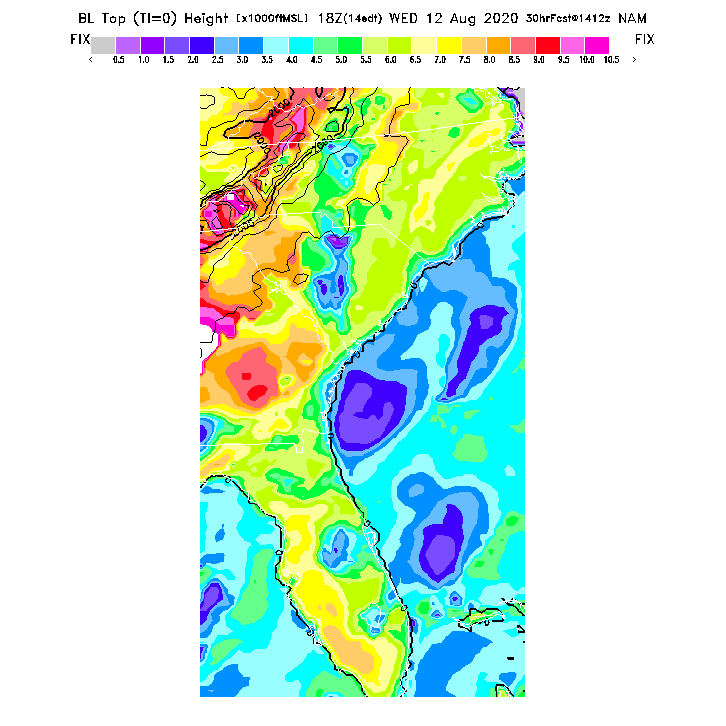 BL Top (TI=0) Height [x1000ftMSL] 18Z(14edt) WED 12 Aug 2020 30hrFcst@1412z NAM
FIX FIX
< 0.5 1.0 1.5 2.0 2.5 3.0 3.5 4.0 4.5 5.0 5.5 6.0 6.5 7.0 7.5 8.0 8.5 9.0 9.5 10.0 10.5 >